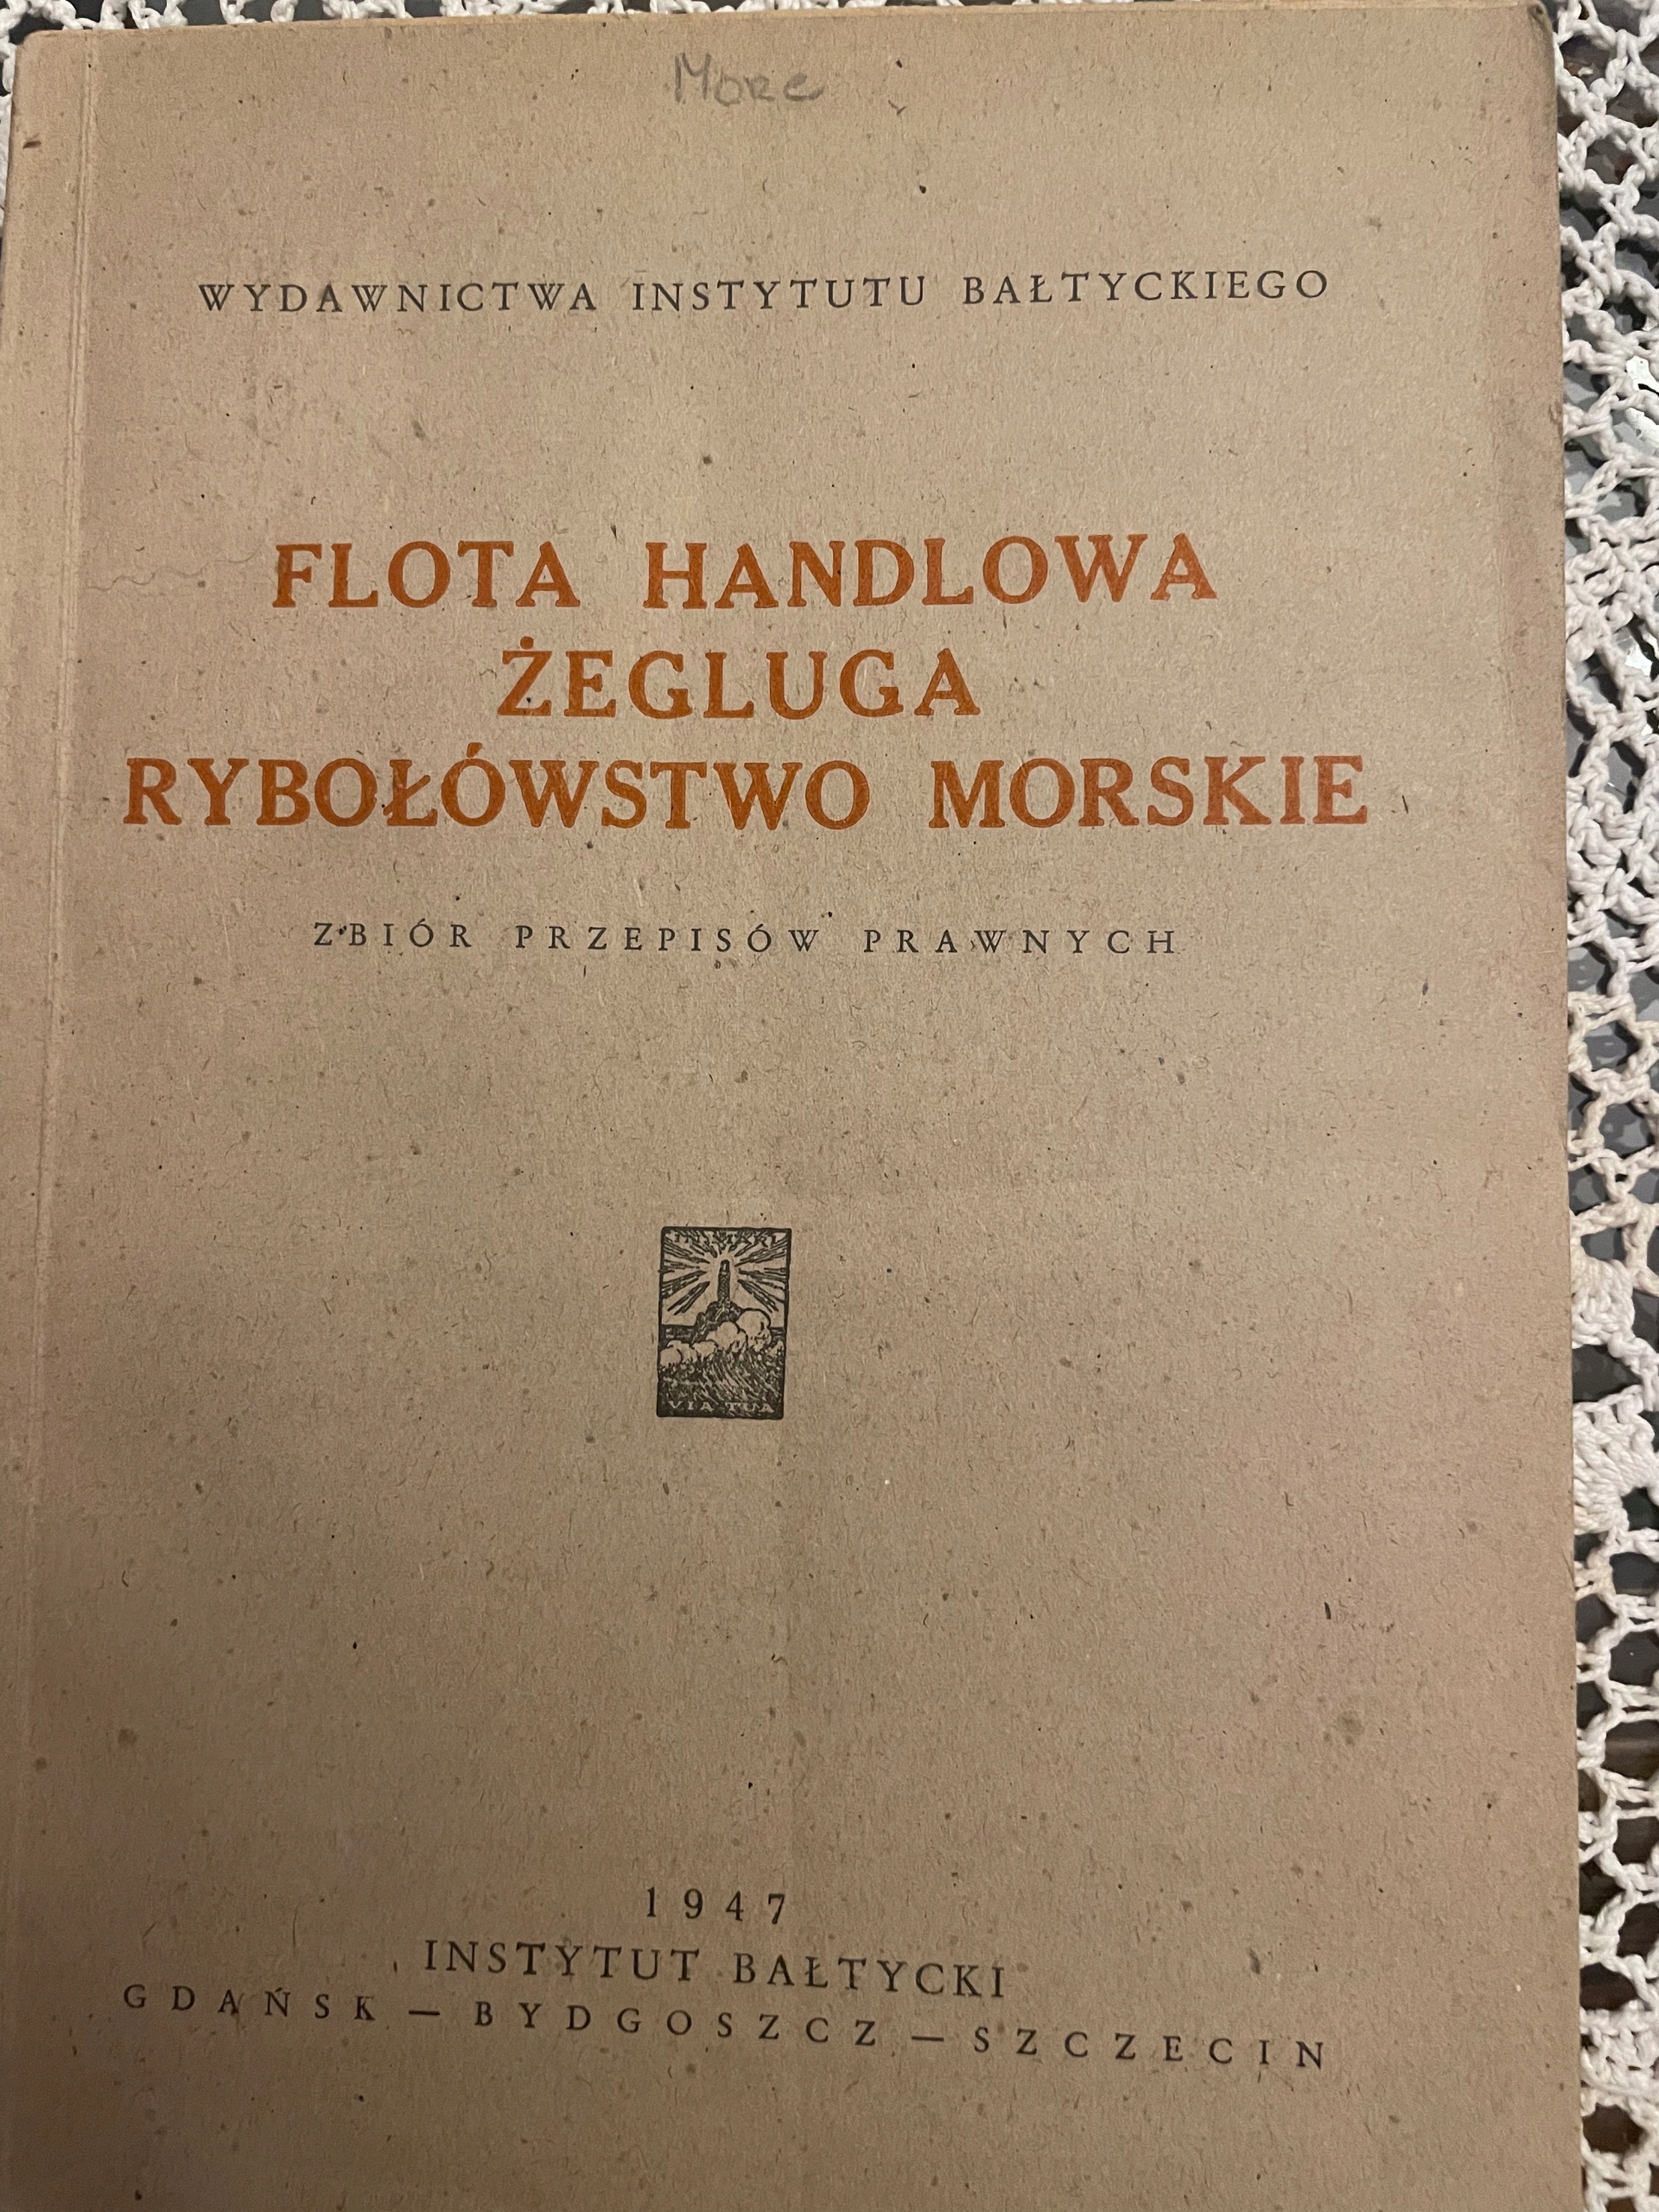 More
WYDAWNICTWA INSTYTUTU BAŁTYCKIEGO
FLOTA HANDLOWA
ŻEGLUGA
RYBOŁÓWSTWO MORSKIE
ZBIÓR PRZEPISÓW PRAWNYCH
VIA TUA
1947
INSTYTUT BAŁTYCKI
GDAŃSK — BYDGOSZCZ — SZCZECIN